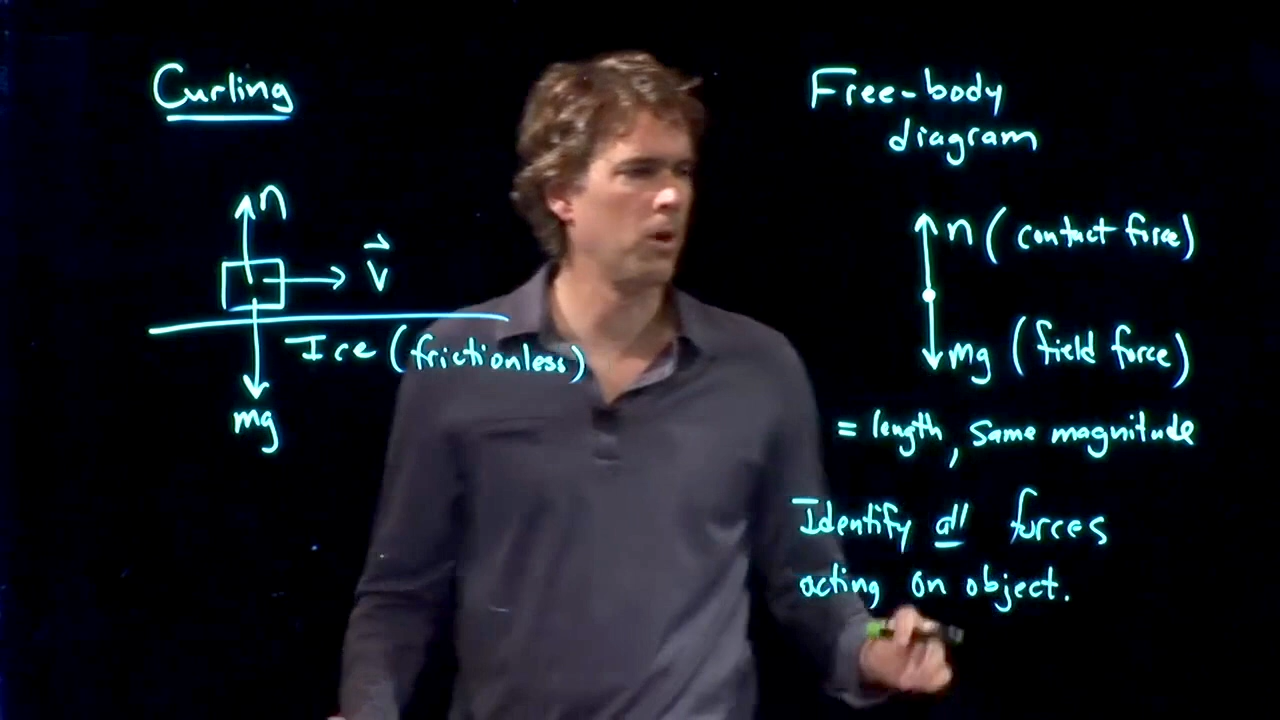 Curling
n
v
Ice (frictionless)
mg
Free-body
diagram
n (contact force)
mg (field force)
= length, same magnitude
Identify all forces
acting on object.